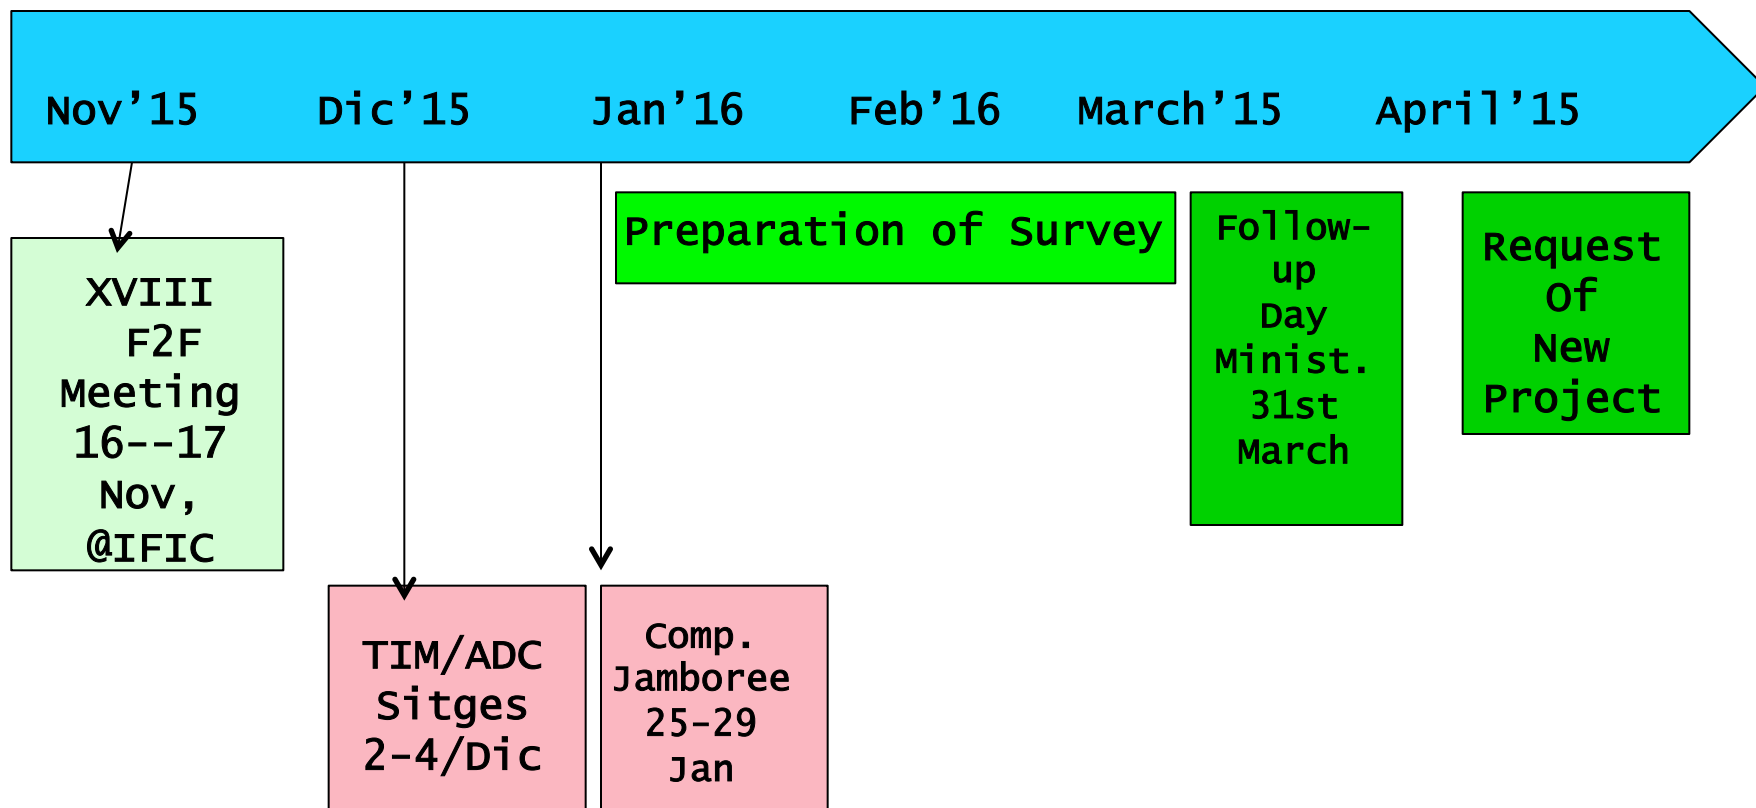 Nov’15 Dic’15 Jan’16 Feb’16 March’15 April’15
XVIII
F2F
Meeting
16--17
Nov,
@IFIC
TIM/ADC
Sitges
2-4/Dic
Comp.
Jamboree
25-29
Jan
Preparation of Survey
Follow-
up
Day
Minist.
31st
March
Request
Of
New
Project